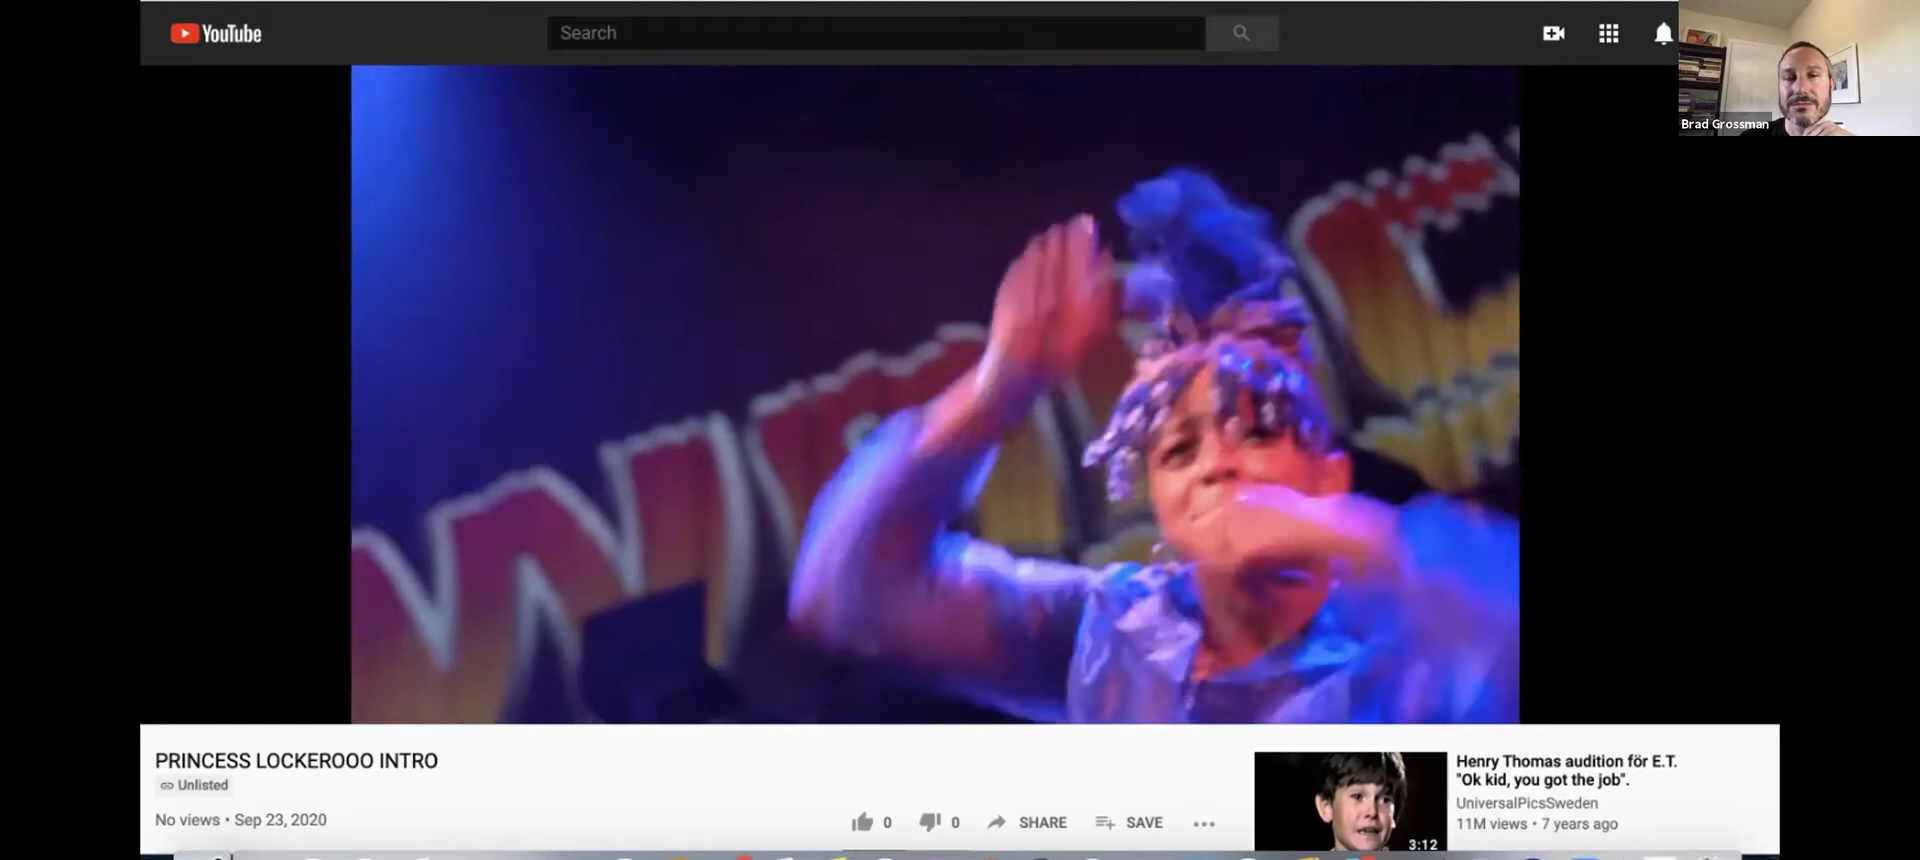 YouTube
Search
Brad Grossman
PRINCESS LOCKEROOO INTRO
Unlisted
No views • Sep 23, 2020
0
0
SHARE
SAVE
Henry Thomas audition för E.T.
"Ok kid, you got the job".
UniversalPicsSweden
11M views • 7 years ago
3:12